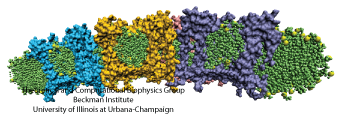 Theoretical and Computational Biophysics Group
Beckman Institute
University of Illinois at Urbana-Champaign